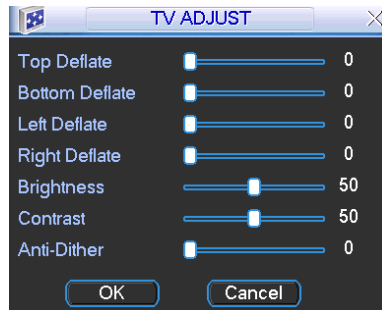 TV ADJUST
Top Deflate 0
Bottom Deflate 0
Left Deflate 0
Right Deflate 0
Brightness 50
Contrast 50
Anti-Dither 0
OK Cancel